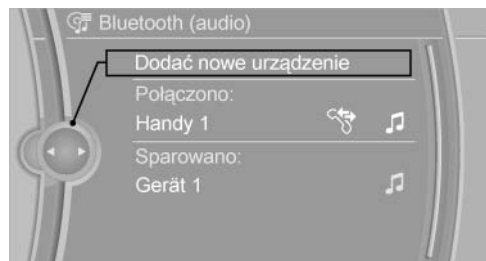 Bluetooth (audio)
Dodać nowe urządzenie
Połączono:
Handy 1
Sparowano:
Gerät 1